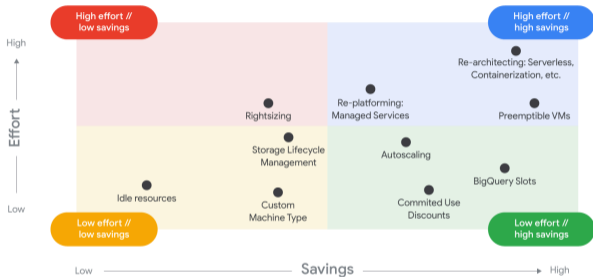 High effort //
low savings
High effort //
high savings
High
Re-architecting: Serverless,
Containerization, etc.
Rightsizing
Re-platforming:
Managed Services
Preemptible VMs
Effort
Storage Lifecycle
Management
Autoscaling
BigQuery Slots
Idle resources
Custom
Machine Type
Commited Use
Discounts
Low
Low effort //
low savings
Low effort //
high savings
Low
Savings
High